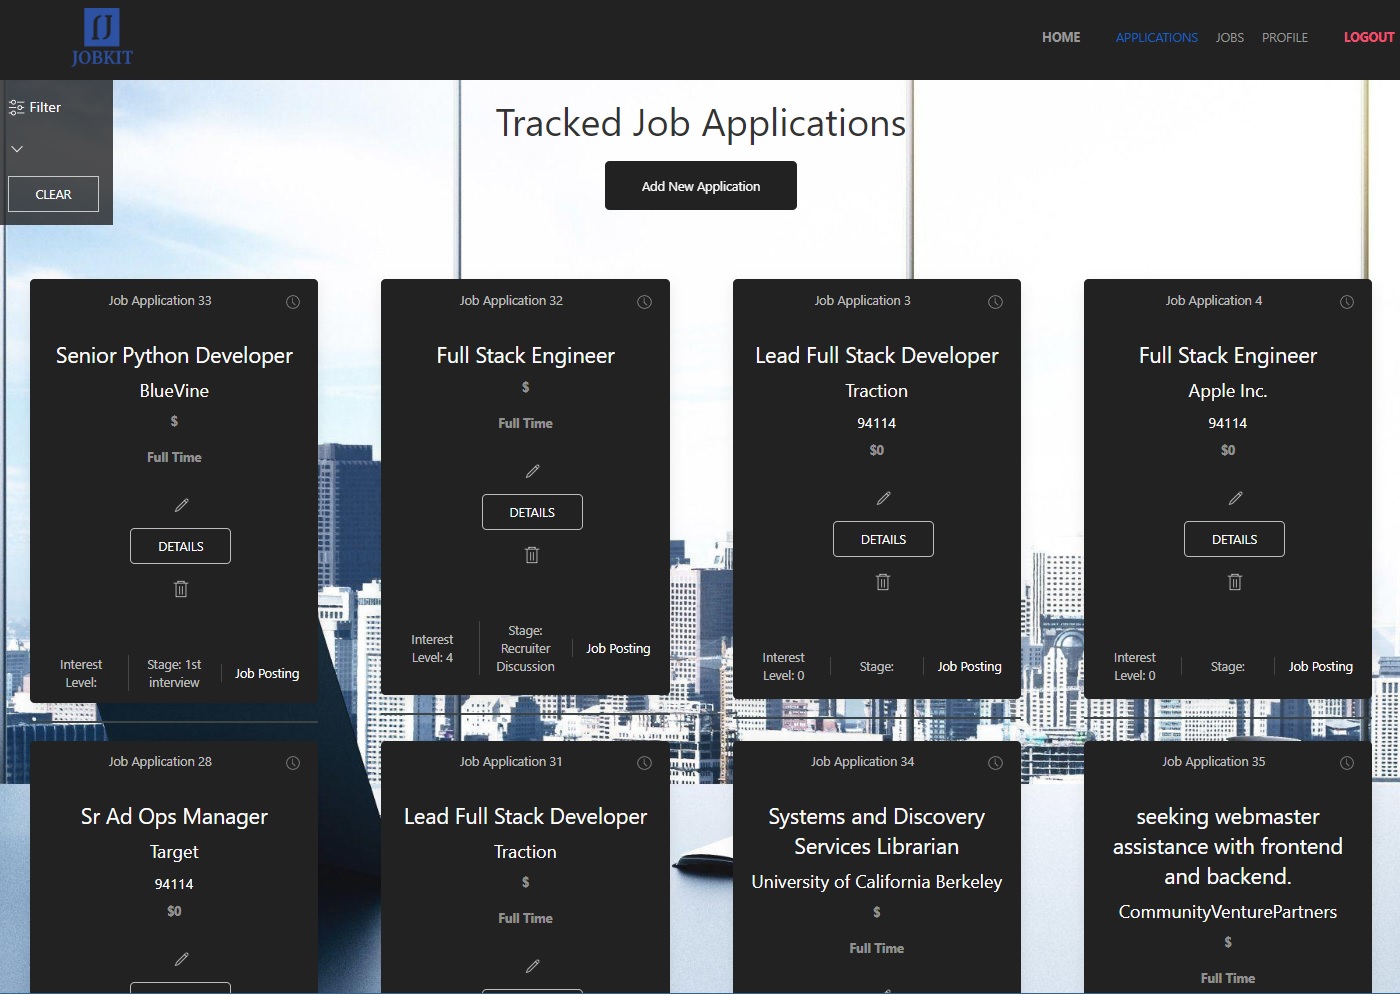 JOBKIT
HOME
APPLICATIONS
JOBS
PROFILE
LOGOUT
Filter
CLEAR
Tracked Job Applications
Add New Application
Job Application 33
Senior Python Developer
BlueVine
$
Full Time
DETAILS
Interest
Level:
Stage: 1st
interview
Job Posting
Job Application 32
Full Stack Engineer
$
Full Time
DETAILS
Interest
Level: 4
Stage:
Recruiter
Discussion
Job Posting
Job Application 3
Lead Full Stack Developer
Traction
94114
$0
DETAILS
Interest
Level: 0
Stage:
Job Posting
Job Application 4
Full Stack Engineer
Apple Inc.
94114
$0
DETAILS
Interest
Level: 0
Stage:
Job Posting
Job Application 28
Sr Ad Ops Manager
Target
94114
$0
Job Application 31
Lead Full Stack Developer
Traction
$
Full Time
Job Application 34
Systems and Discovery
Services Librarian
University of California Berkeley
$
Full Time
Job Application 35
seeking webmaster
assistance with frontend
and backend.
CommunityVenturePartners
$
Full Time